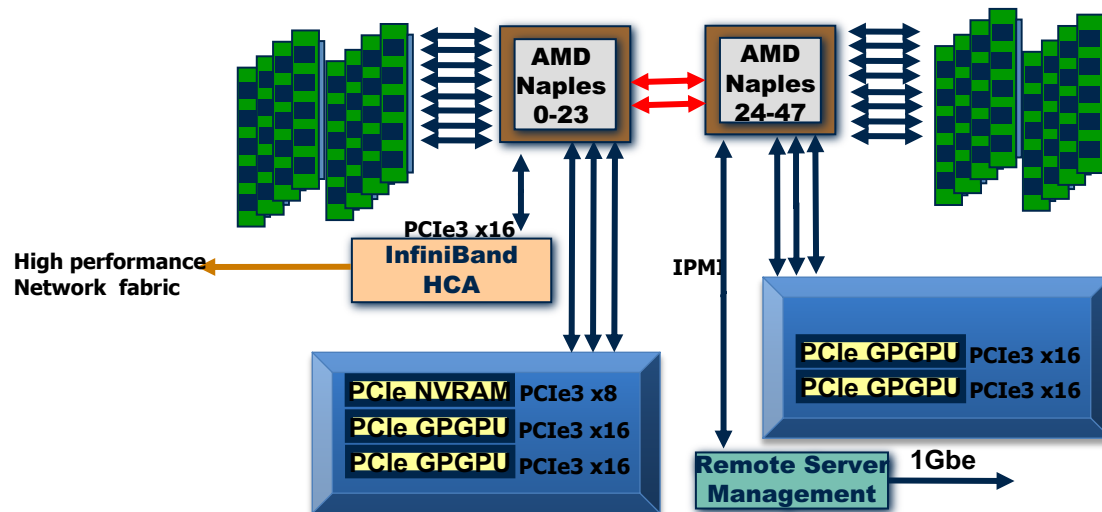 AMD
Naples
0-23
AMD
Naples
24-47
PCIe3 x16
InfiniBand
HCA
High performance
Network fabric
IPMI
PCIe NVRAM PCIe3 x8
PCIe GPGPU PCIe3 x16
PCIe GPGPU PCIe3 x16
PCIe GPGPU PCIe3 x16
PCIe GPGPU PCIe3 x16
Remote Server
Management
1Gbe